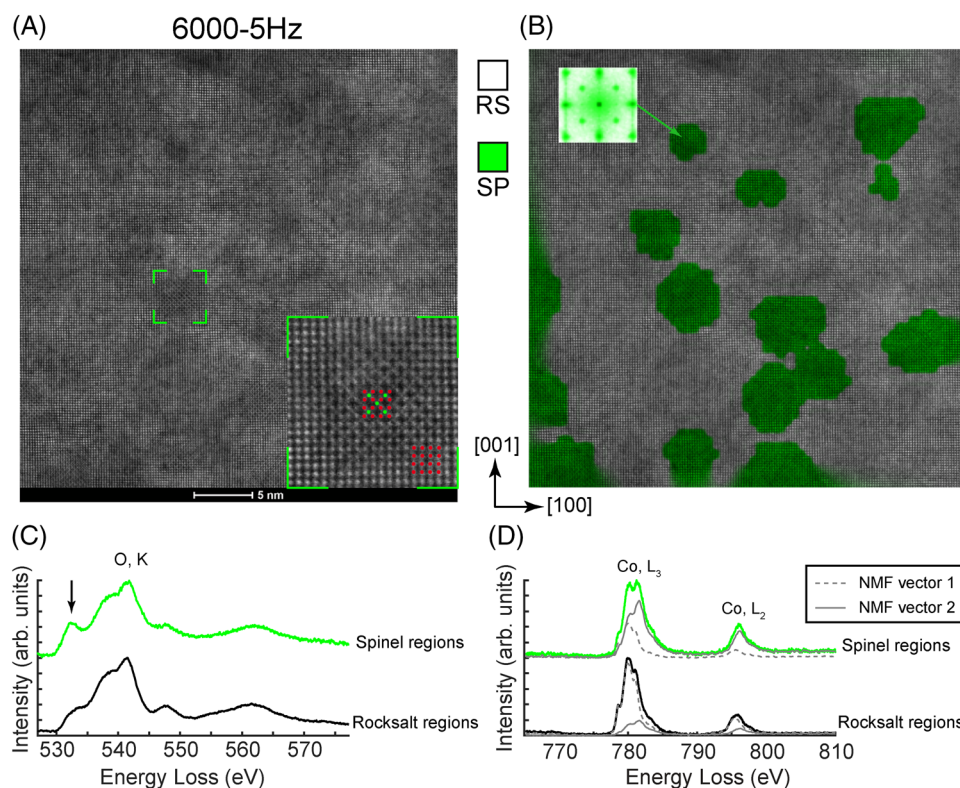 (A)
6000-5Hz
(B)
RS
SP
5 nm
[001]
[100]
(C)
O, K
Spinel regions
Rocksalt regions
Intensity (arb. units)
530 540 550 560 570
Energy Loss (eV)
(D)
Co, L3
Co, L2
NMF vector 1
NMF vector 2
Spinel regions
Rocksalt regions
Intensity (arb. units)
770 780 790 800 810
Energy Loss (eV)